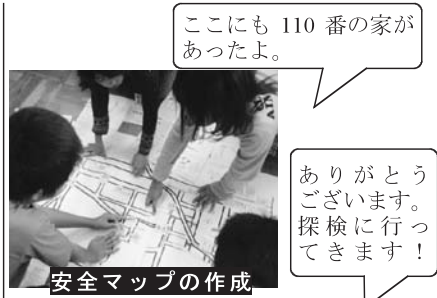 ここにも 110 番の家が
あったよ。
ありがとう
ございます。
探検に行っ
てきます！
安全マップの作成